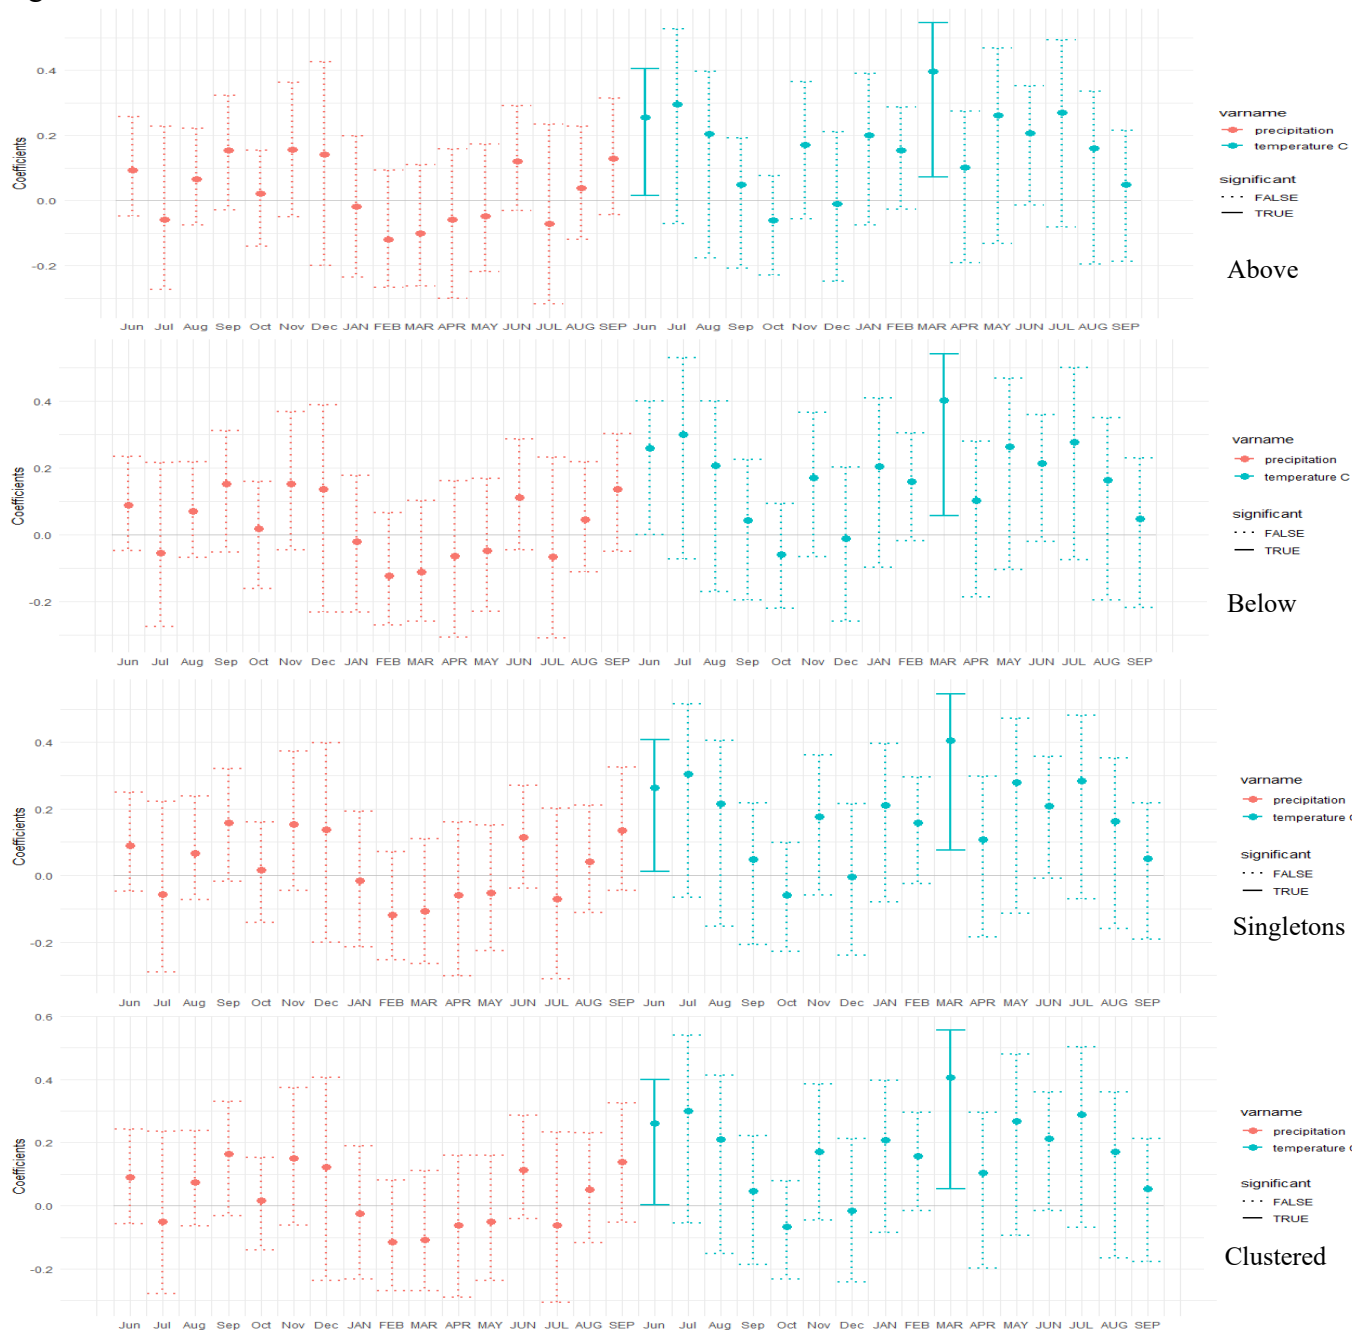 0.4
0.2
0.0
-0.2
Coefficients
Jun Jul Aug Sep Oct Nov Dec JAN FEB MAR APR MAY JUN JUL AUG SEP Jun Jul Aug Sep Oct Nov Dec JAN FEB MAR APR MAY JUN JUL AUG SEP
varname
precipitation
temperature C
significant
FALSE
TRUE
Above
0.4
0.2
0.0
-0.2
Coefficients
Jun Jul Aug Sep Oct Nov Dec JAN FEB MAR APR MAY JUN JUL AUG SEP Jun Jul Aug Sep Oct Nov Dec JAN FEB MAR APR MAY JUN JUL AUG SEP
varname
precipitation
temperature C
significant
FALSE
TRUE
Below
0.4
0.2
0.0
-0.2
Coefficients
Jun Jul Aug Sep Oct Nov Dec JAN FEB MAR APR MAY JUN JUL AUG SEP Jun Jul Aug Sep Oct Nov Dec JAN FEB MAR APR MAY JUN JUL AUG SEP
varname
precipitation
temperature C
significant
FALSE
TRUE
Singletons
0.6
0.4
0.2
0.0
-0.2
Coefficients
Jun Jul Aug Sep Oct Nov Dec JAN FEB MAR APR MAY JUN JUL AUG SEP Jun Jul Aug Sep Oct Nov Dec JAN FEB MAR APR MAY JUN JUL AUG SEP
varname
precipitation
temperature C
significant
FALSE
TRUE
Clustered